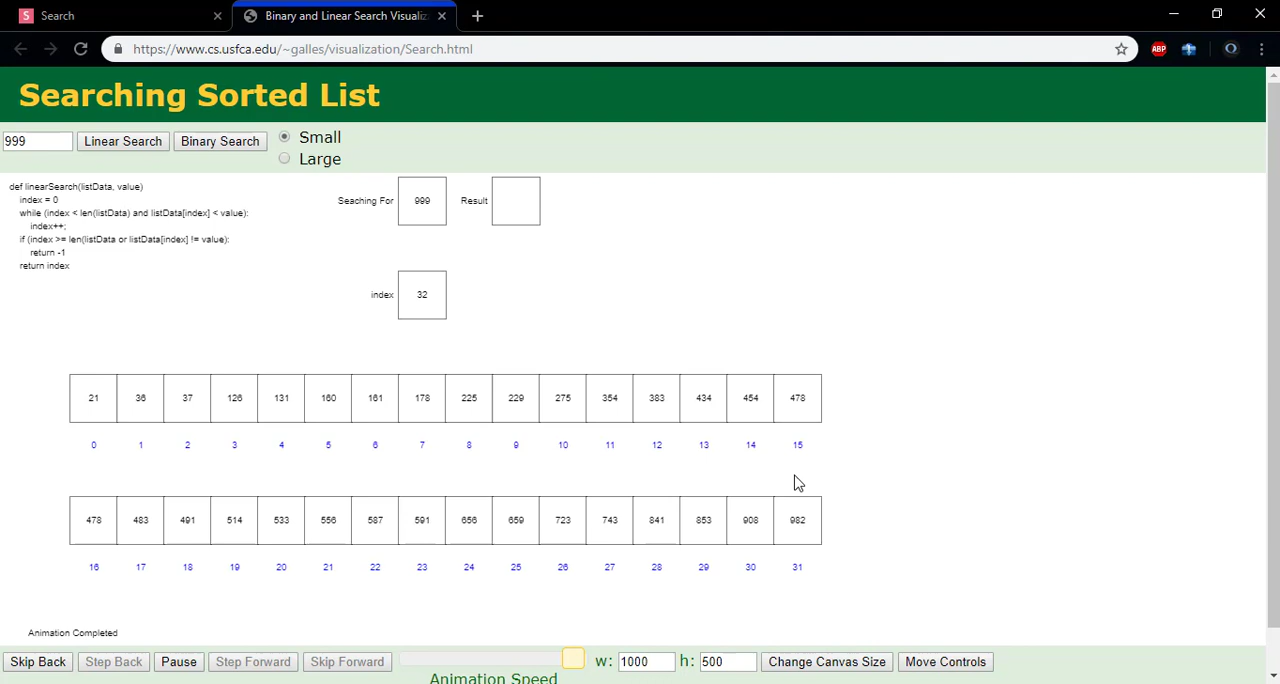 S Search
Binary and Linear Search Visualiz
https://www.cs.usfca.edu/~galles/visualization/Search.html
ABP
Searching Sorted List
999
Linear Search
Binary Search
Small
Large
def linearSearch(listData, value)
index = 0
while (index < len(listData) and listData[index] < value):
index++;
if (index >= len(listData or listData[index] != value):
return -1
return index
Seaching For 999 Result
index 32
21 36 37 126 131 160 161 178 225 229 275 354 383 434 454 478
0 1 2 3 4 5 6 7 8 9 10 11 12 13 14 15
478 483 491 514 533 556 587 591 656 659 723 743 841 853 908 982
16 17 18 19 20 21 22 23 24 25 26 27 28 29 30 31
Animation Completed
Skip Back Step Back Pause Step Forward Skip Forward w: 1000 h: 500 Change Canvas Size Move Controls
Animation Speed